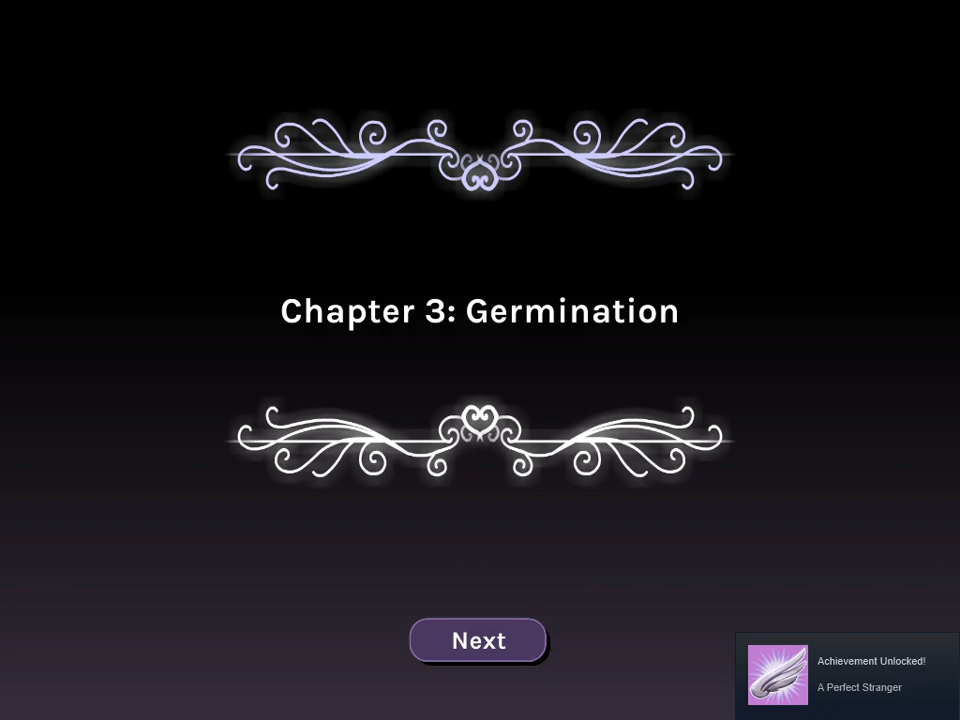 Chapter 3: Germination
Next
Achievement Unlocked!
A Perfect Stranger